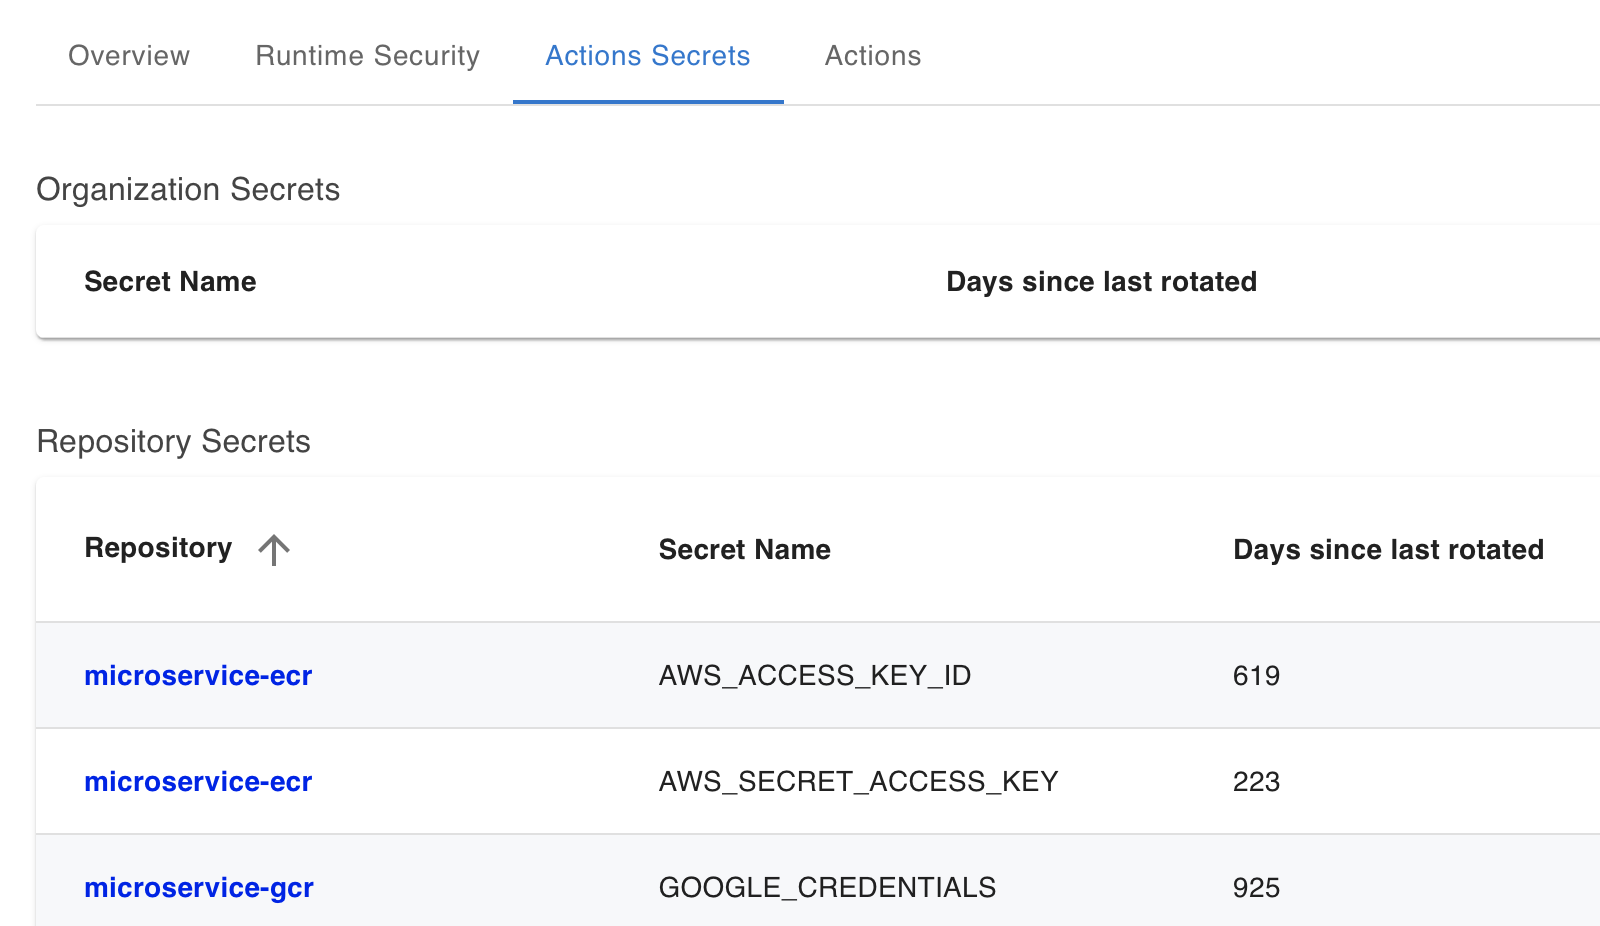 Overview Runtime Security Actions Secrets Actions
Organization Secrets
Secret Name Days since last rotated
Repository Secrets
Repository Secret Name Days since last rotated
microservice-ecr AWS_ACCESS_KEY_ID 619
microservice-ecr AWS_SECRET_ACCESS_KEY 223
microservice-gcr GOOGLE_CREDENTIALS 925